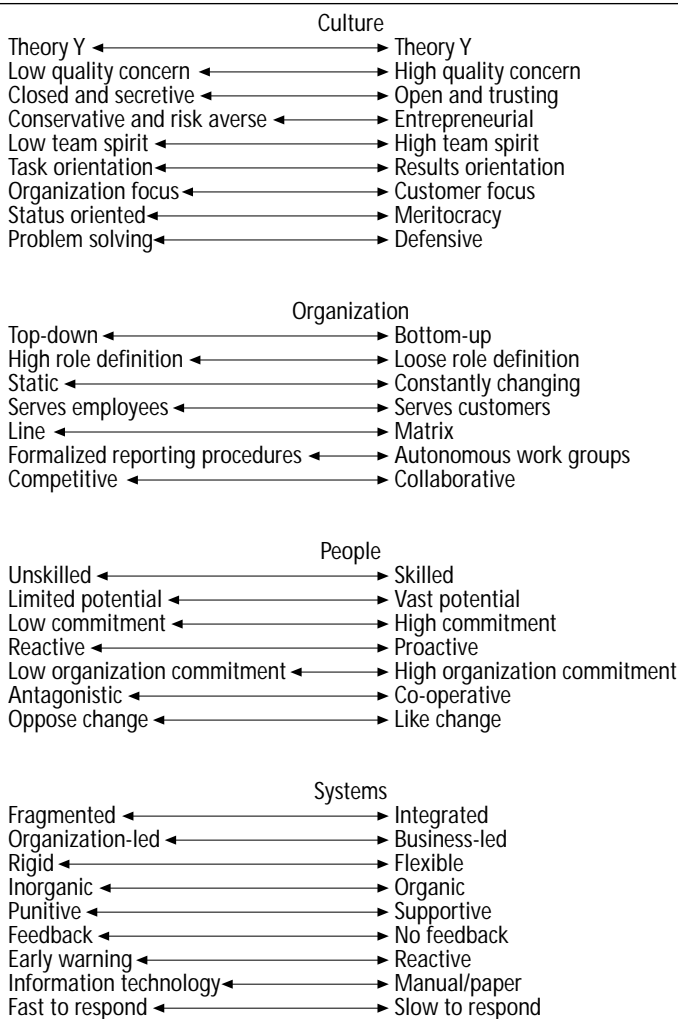 Culture
Theory Y Theory Y
Low quality concern High quality concern
Closed and secretive Open and trusting
Conservative and risk averse Entrepreneurial
Low team spirit High team spirit
Task orientation Results orientation
Organization focus Customer focus
Status oriented Meritocracy
Problem solving Defensive
Organization
Top-down Bottom-up
High role definition Loose role definition
Static Constantly changing
Serves employees Serves customers
Line Matrix
Formalized reporting procedures Autonomous work groups
Competitive Collaborative
People
Unskilled Skilled
Limited potential Vast potential
Low commitment High commitment
Reactive Proactive
Low organization commitment High organization commitment
Antagonistic Co-operative
Oppose change Like change
Systems
Fragmented Integrated
Organization-led Business-led
Rigid Flexible
Inorganic Organic
Punitive Supportive
Feedback No feedback
Early warning Reactive
Information technology Manual/paper
Fast to respond Slow to respond